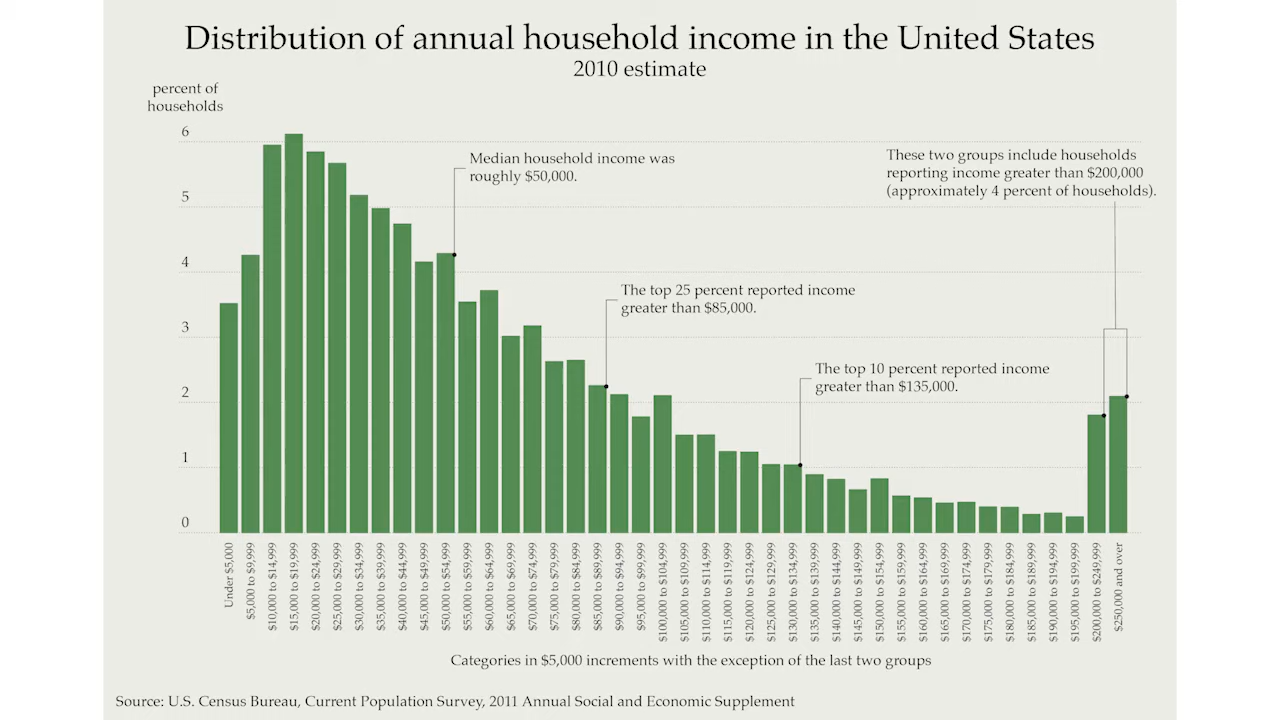 Distribution of annual household income in the United States
2010 estimate
percent of
households
6
5
4
3
2
1
0
Median household income was
roughly $50,000.
The top 25 percent reported income
greater than $85,000.
The top 10 percent reported income
greater than $135,000.
These two groups include households
reporting income greater than $200,000
(approximately 4 percent of households).
Under $5,000
$5,000 to $9,999
$10,000 to $14,999
$15,000 to $19,999
$20,000 to $24,999
$25,000 to $29,999
$30,000 to $34,999
$35,000 to $39,999
$40,000 to $44,999
$45,000 to $49,999
$50,000 to $54,999
$55,000 to $59,999
$60,000 to $64,999
$65,000 to $69,999
$70,000 to $74,999
$75,000 to $79,999
$80,000 to $84,999
$85,000 to $89,999
$90,000 to $94,999
$95,000 to $99,999
$100,000 to $104,999
$105,000 to $109,999
$110,000 to $114,999
$115,000 to $119,999
$120,000 to $124,999
$125,000 to $129,999
$130,000 to $134,999
$135,000 to $139,999
$140,000 to $144,999
$145,000 to $149,999
$150,000 to $154,999
$155,000 to $159,999
$160,000 to $164,999
$165,000 to $169,999
$170,000 to $174,999
$175,000 to $179,999
$180,000 to $184,999
$185,000 to $189,999
$190,000 to $194,999
$195,000 to $199,999
$200,000 to $249,999
$250,000 and over
Categories in $5,000 increments with the exception of the last two groups
Source: U.S. Census Bureau, Current Population Survey, 2011 Annual Social and Economic Supplement